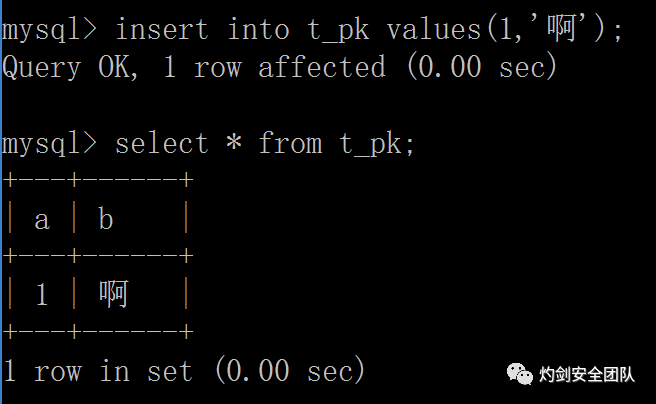 mysql> insert into t_pk values(1,'啊');
Query OK, 1 row affected (0.00 sec)
mysql> select * from t_pk;
+---+------+
| a | b    |
+---+------+
| 1 | 啊   |
+---+------+
1 row in set (0.00 sec)
灼剑安全团队